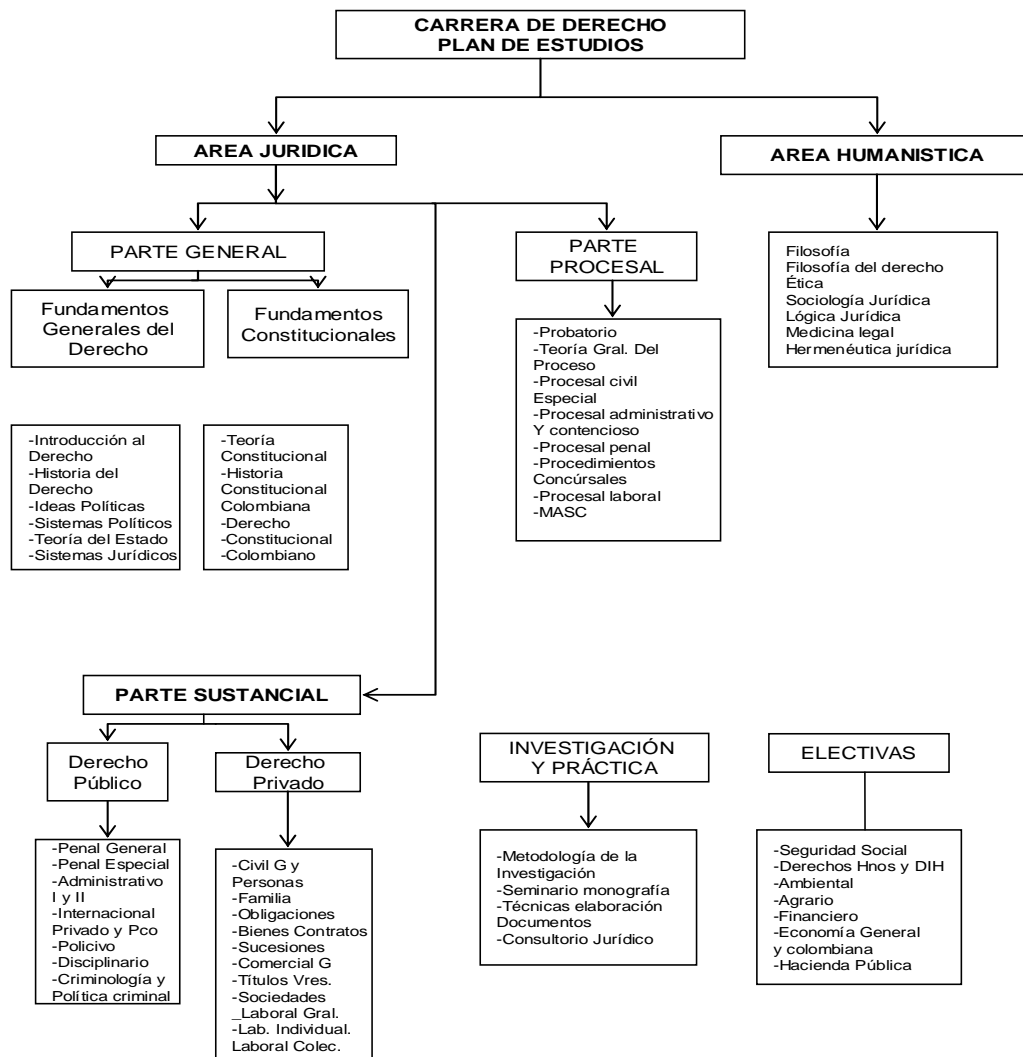 CARRERA DE DERECHO
PLAN DE ESTUDIOS
AREA JURIDICA
AREA HUMANISTICA
PARTE GENERAL
PARTE
PROCESAL
Filosofía
Filosofía del derecho
Ética
Sociología Jurídica
Lógica Jurídica
Medicina legal
Hermenéutica jurídica
Fundamentos
Generales del
Derecho
Fundamentos
Constitucionales
-Probatorio
-Teoría Gral. Del
Proceso
-Procesal civil
Especial
-Procesal administrativo
Y contencioso
-Procesal penal
-Procedimientos
Concúrsales
-Procesal laboral
-MASC
-Introducción al
Derecho
-Historia del
Derecho
-Ideas Políticas
-Sistemas Políticos
-Teoría del Estado
-Sistemas Jurídicos
-Teoría
Constitucional
-Historia
Constitucional
Colombiana
-Derecho
-Constitucional
-Colombiano
PARTE SUSTANCIAL
Derecho
Público
Derecho
Privado
INVESTIGACIÓN
Y PRÁCTICA
ELECTIVAS
-Penal General
-Penal Especial
-Administrativo
I y II
-Internacional
Privado y Pco
-Policivo
-Disciplinario
-Criminología y
Política criminal
-Civil G y
Personas
-Familia
-Obligaciones
-Bienes Contratos
-Sucesiones
-Comercial G
-Títulos Vres.
-Sociedades
_Laboral Gral.
-Lab. Individual.
Laboral Colec.
-Metodología de la
Investigación
-Seminario monografía
-Técnicas elaboración
Documentos
-Consultorio Jurídico
-Seguridad Social
-Derechos Hnos y DIH
-Ambiental
-Agrario
-Financiero
-Economía General
y colombiana
-Hacienda Pública